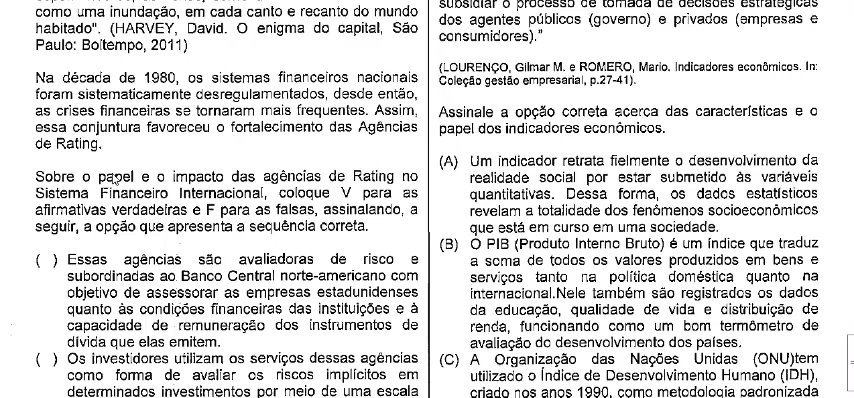 como uma inundação, em cada canto e recanto do mundo
habitado". (HARVEY, David. O enigma do capital, São
Paulo: Boitempo, 2011)
Na década de 1980, os sistemas financeiros nacionais
foram sistematicamente desregulamentados, desde então,
as crises financeiras se tornaram mais frequentes. Assim,
essa conjuntura favoreceu o fortalecimento das Agências
de Rating.
Sobre o papel e o impacto das agências de Rating no
Sistema Financeiro Internacional, coloque V para as
afirmativas verdadeiras e F para as falsas, assinalando, a
seguir, a opção que apresenta a sequência correta.
( ) Essas agências são avaliadoras de risco e
subordinadas ao Banco Central norte-americano com
objetivo de assessorar as empresas estadunidenses
quanto às condições financeiras das instituições e à
capacidade de remuneração dos instrumentos de
dívida que elas emitem.
( ) Os investidores utilizam os serviços dessas agências
como forma de avaliar os riscos implícitos em
determinados investimentos por meio de uma escala
subsidiar o processo de tomada de decisões estratégicas
dos agentes públicos (governo) e privados (empresas e
consumidores)."
(LOURENÇO, Gilmar M. e ROMERO, Mario. Indicadores econômicos. In:
Coleção gestão empresarial, p.27-41).
Assinale a opção correta acerca das características e o
papel dos indicadores econômicos.
(A) Um indicador retrata fielmente o desenvolvimento da
realidade social por estar submetido às variáveis
quantitativas. Dessa forma, os dados estatísticos
revelam a totalidade dos fenômenos socioeconômicos
que está em curso em uma sociedade.
(B) O PIB (Produto Interno Bruto) é um índice que traduz
a soma de todos os valores produzidos em bens e
serviços tanto na política doméstica quanto na
internacional.Nele também são registrados os dados
da educação, qualidade de vida e distribuição de
renda, funcionando como um bom termômetro de
avaliação do desenvolvimento dos países.
(C) A Organização das Nações Unidas (ONU)tem
utilizado o Índice de Desenvolvimento Humano (IDH),
criado nos anos 1990, como metodologia padronizada